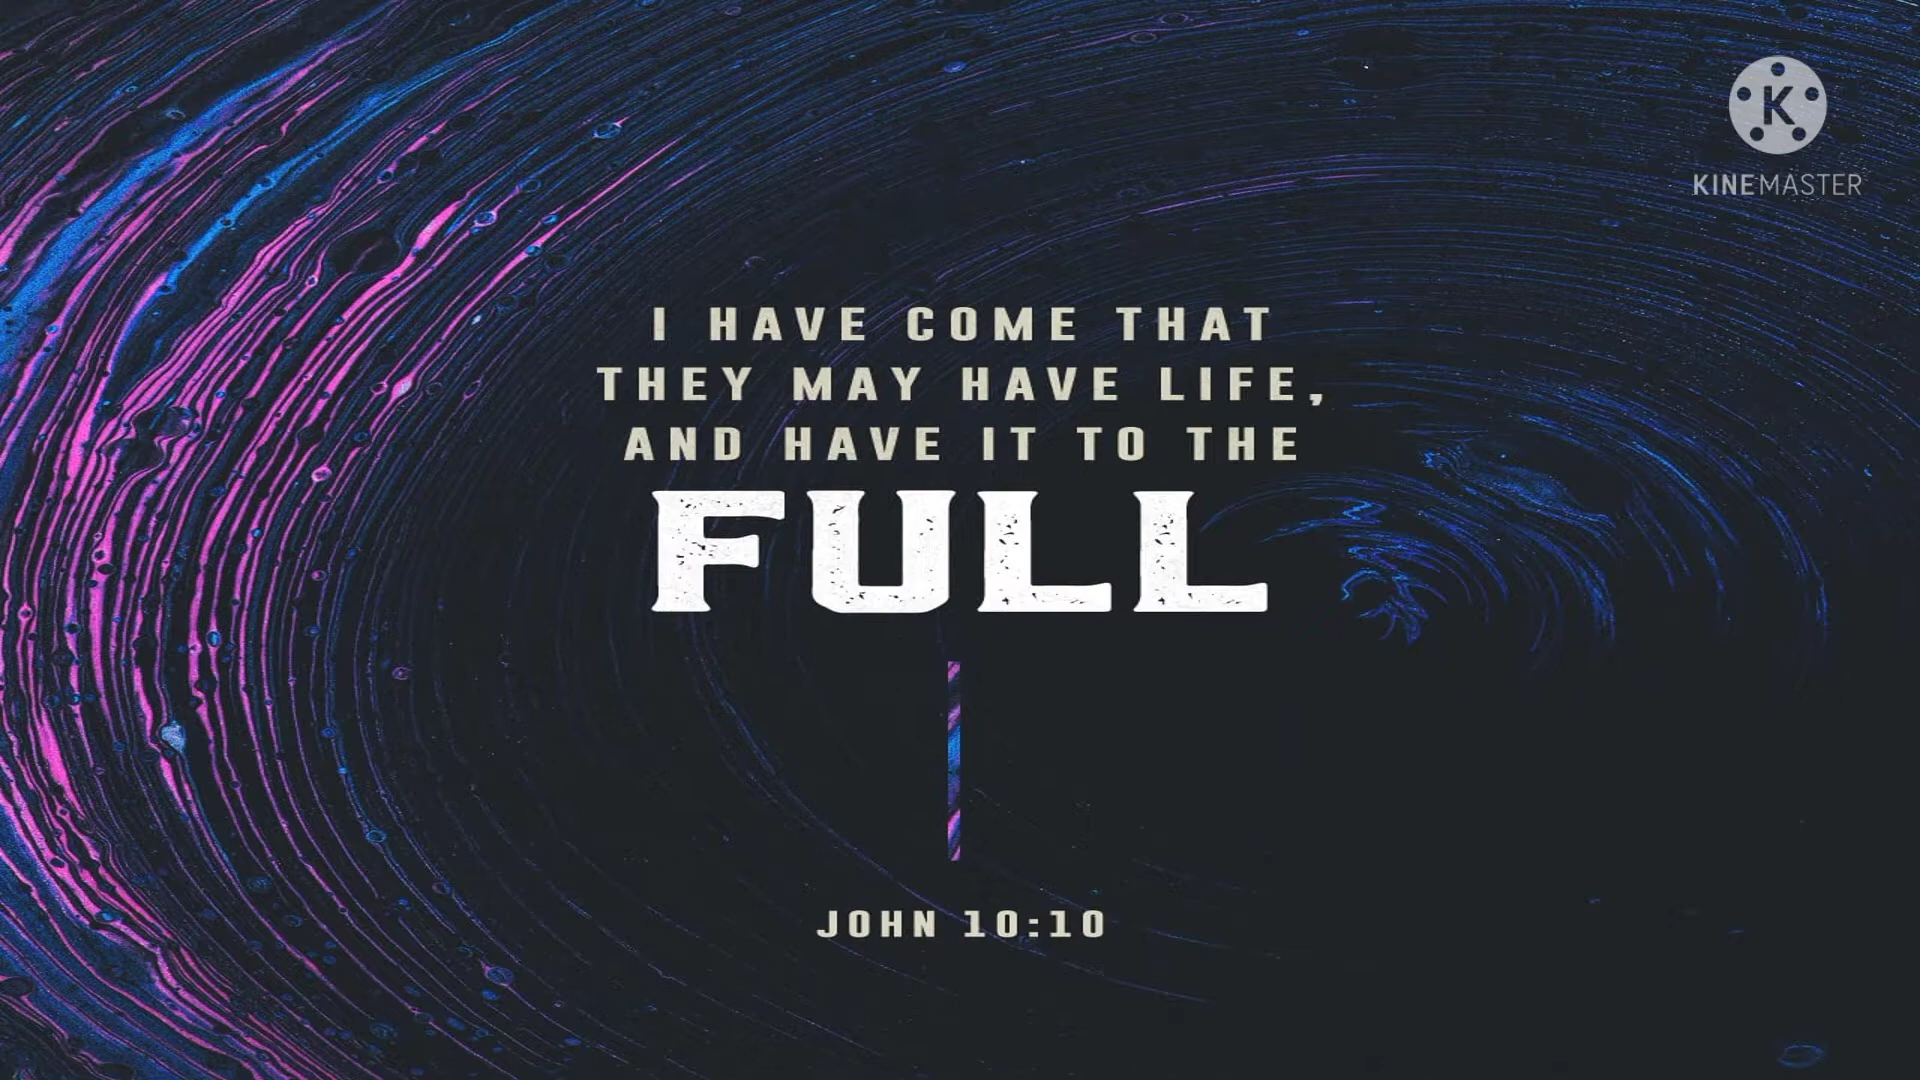 K
KINEMASTER
I HAVE COME THAT
THEY MAY HAVE LIFE,
AND HAVE IT TO THE
FULL
JOHN 10:10